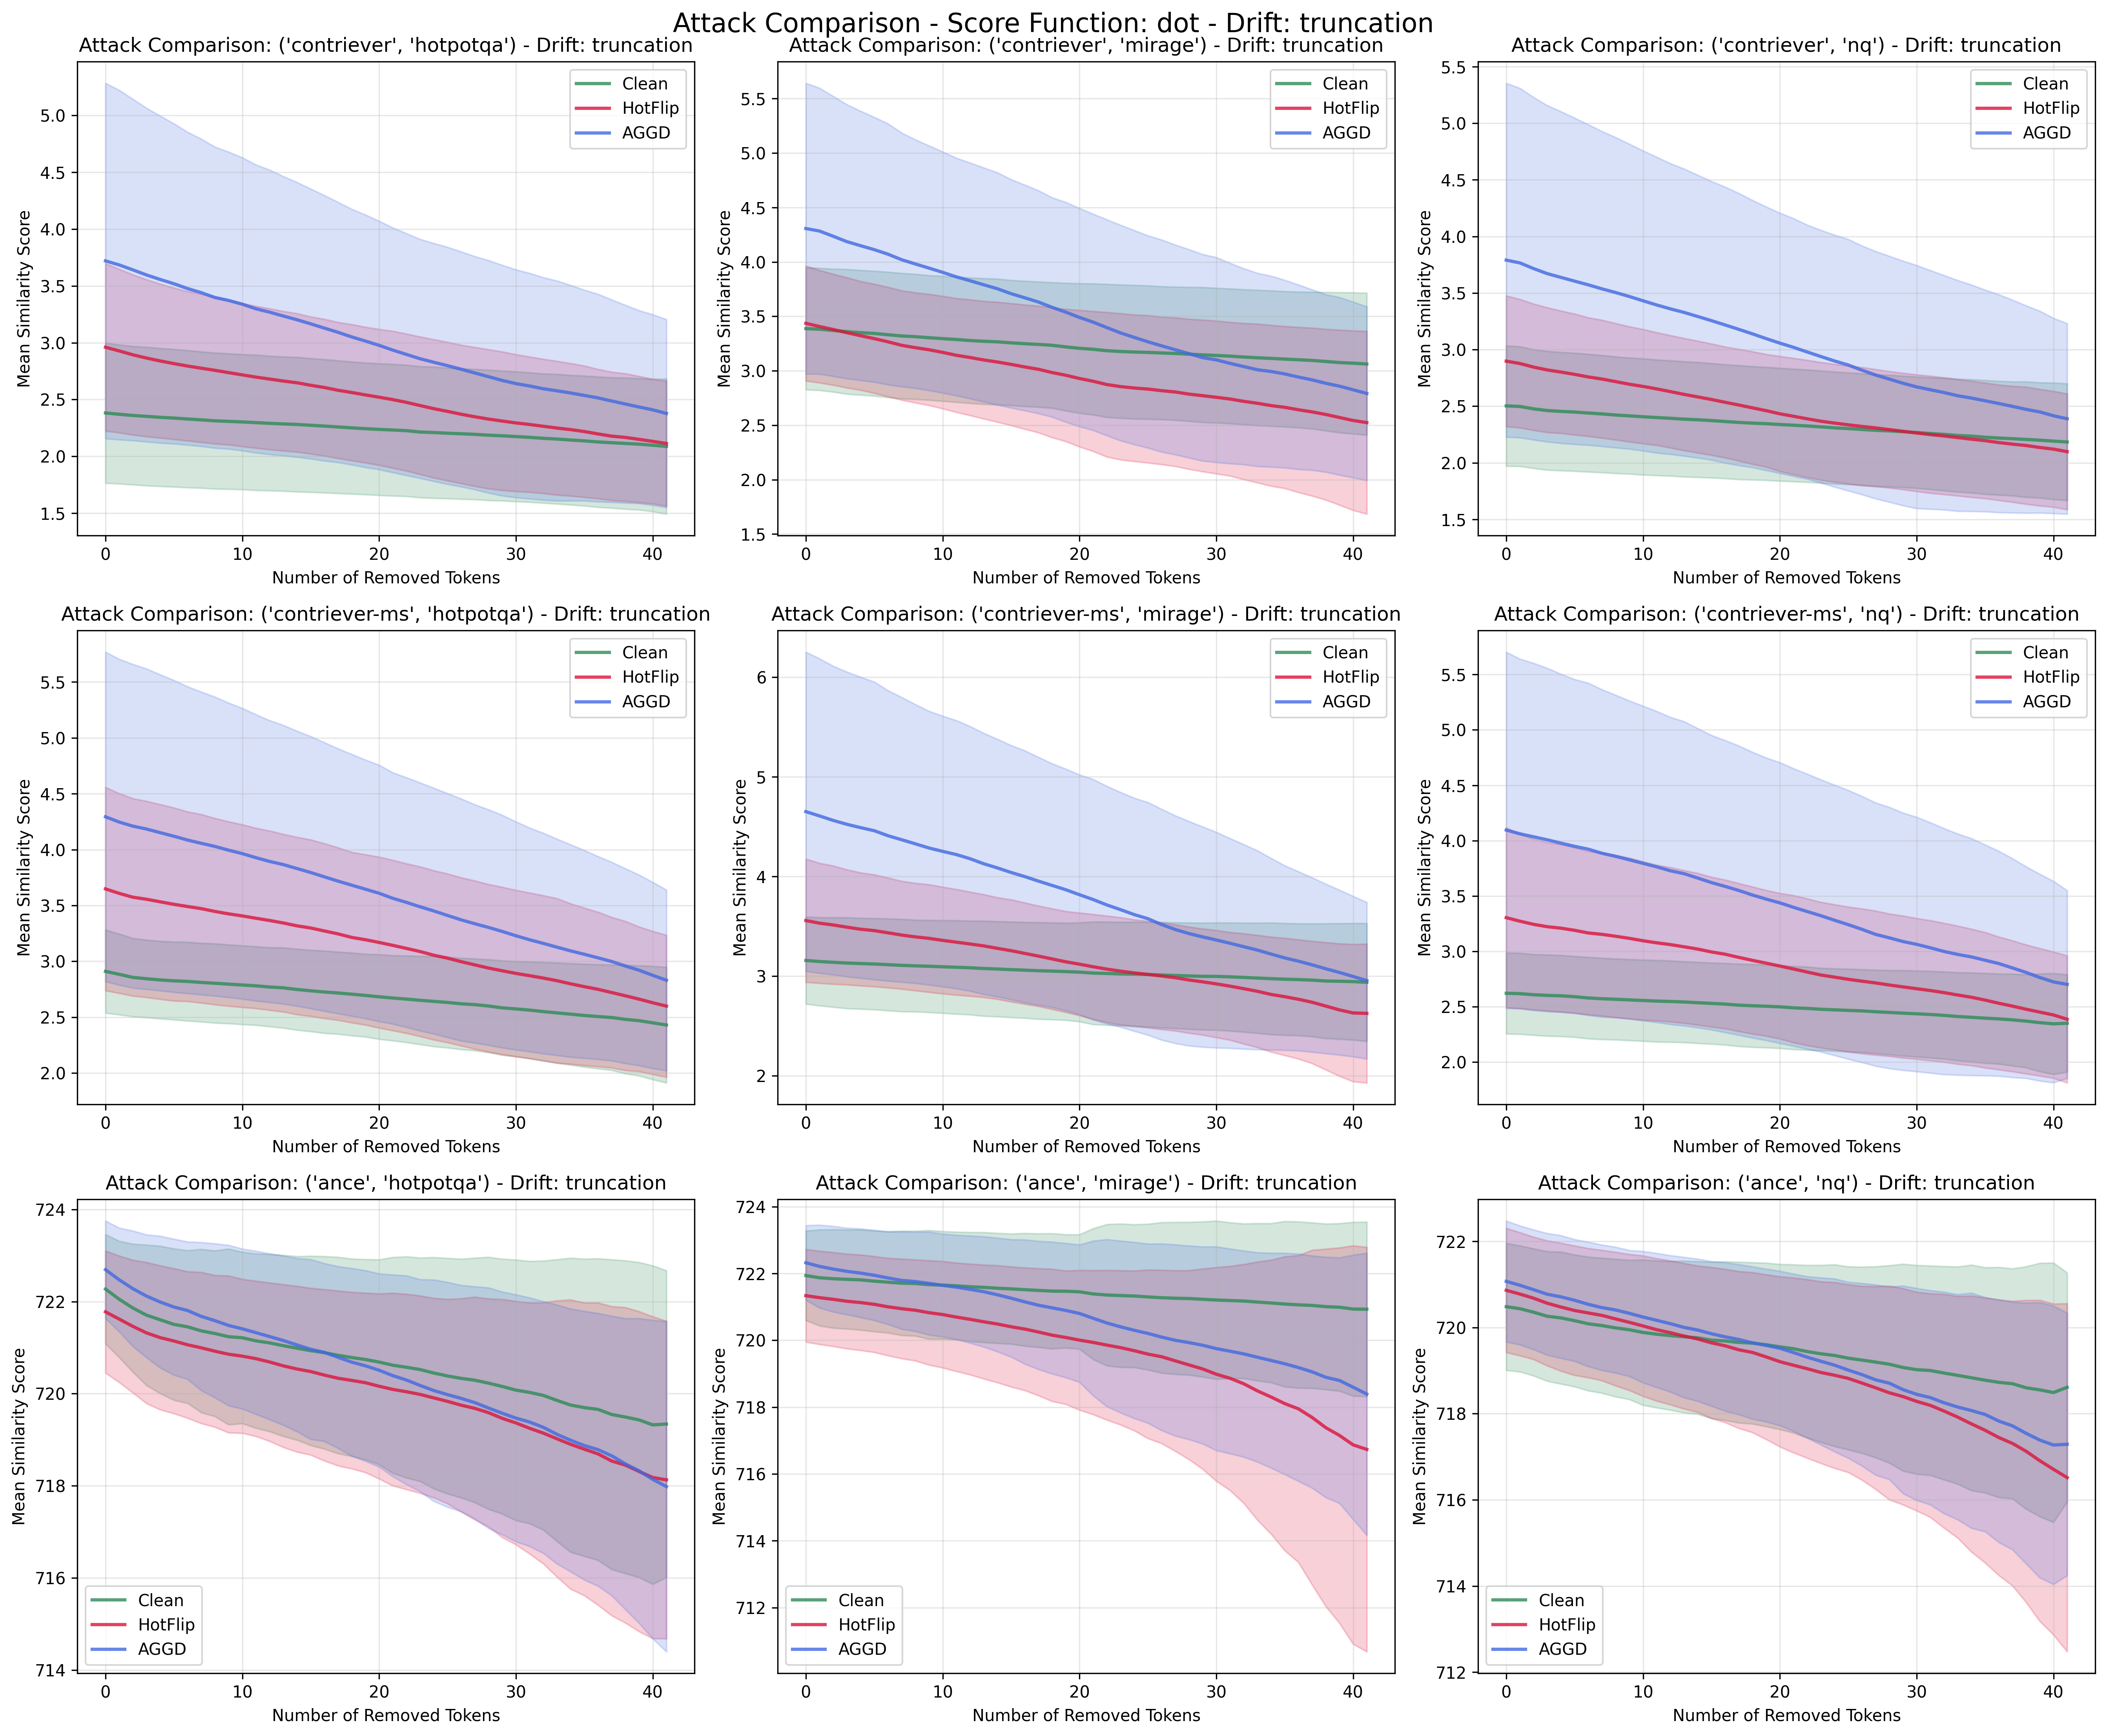 Attack Comparison - Score Function: dot - Drift: truncation
Attack Comparison: ('contriever', 'hotpotqa') - Drift: truncation
Mean Similarity Score
5.0
4.5
4.0
3.5
3.0
2.5
2.0
1.5
Clean
HotFlip
AGGD
0 10 20 30 40
Number of Removed Tokens
Attack Comparison: ('contriever', 'mirage') - Drift: truncation
Mean Similarity Score
5.5
5.0
4.5
4.0
3.5
3.0
2.5
2.0
1.5
Clean
HotFlip
AGGD
0 10 20 30 40
Number of Removed Tokens
Attack Comparison: ('contriever', 'nq') - Drift: truncation
Mean Similarity Score
5.5
5.0
4.5
4.0
3.5
3.0
2.5
2.0
1.5
Clean
HotFlip
AGGD
0 10 20 30 40
Number of Removed Tokens
Attack Comparison: ('contriever-ms', 'hotpotqa') - Drift: truncation
Mean Similarity Score
5.5
5.0
4.5
4.0
3.5
3.0
2.5
2.0
Clean
HotFlip
AGGD
0 10 20 30 40
Number of Removed Tokens
Attack Comparison: ('contriever-ms', 'mirage') - Drift: truncation
Mean Similarity Score
6
5
4
3
2
Clean
HotFlip
AGGD
0 10 20 30 40
Number of Removed Tokens
Attack Comparison: ('contriever-ms', 'nq') - Drift: truncation
Mean Similarity Score
5.5
5.0
4.5
4.0
3.5
3.0
2.5
2.0
Clean
HotFlip
AGGD
0 10 20 30 40
Number of Removed Tokens
Attack Comparison: ('ance', 'hotpotqa') - Drift: truncation
Mean Similarity Score
724
722
720
718
716
714
Clean
HotFlip
AGGD
0 10 20 30 40
Number of Removed Tokens
Attack Comparison: ('ance', 'mirage') - Drift: truncation
Mean Similarity Score
724
722
720
718
716
714
712
Clean
HotFlip
AGGD
0 10 20 30 40
Number of Removed Tokens
Attack Comparison: ('ance', 'nq') - Drift: truncation
Mean Similarity Score
722
720
718
716
714
712
Clean
HotFlip
AGGD
0 10 20 30 40
Number of Removed Tokens